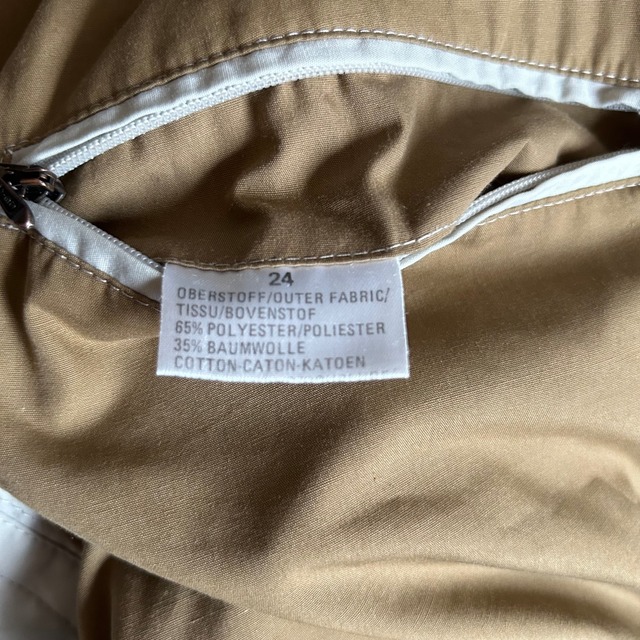 24
OBERSTOFF/OUTER FABRIC/
TISSU/BOVENSTOF
65% POLYESTER/POLIESTER
35% BAUMWOLLE
COTTON-CATON-KATOEN